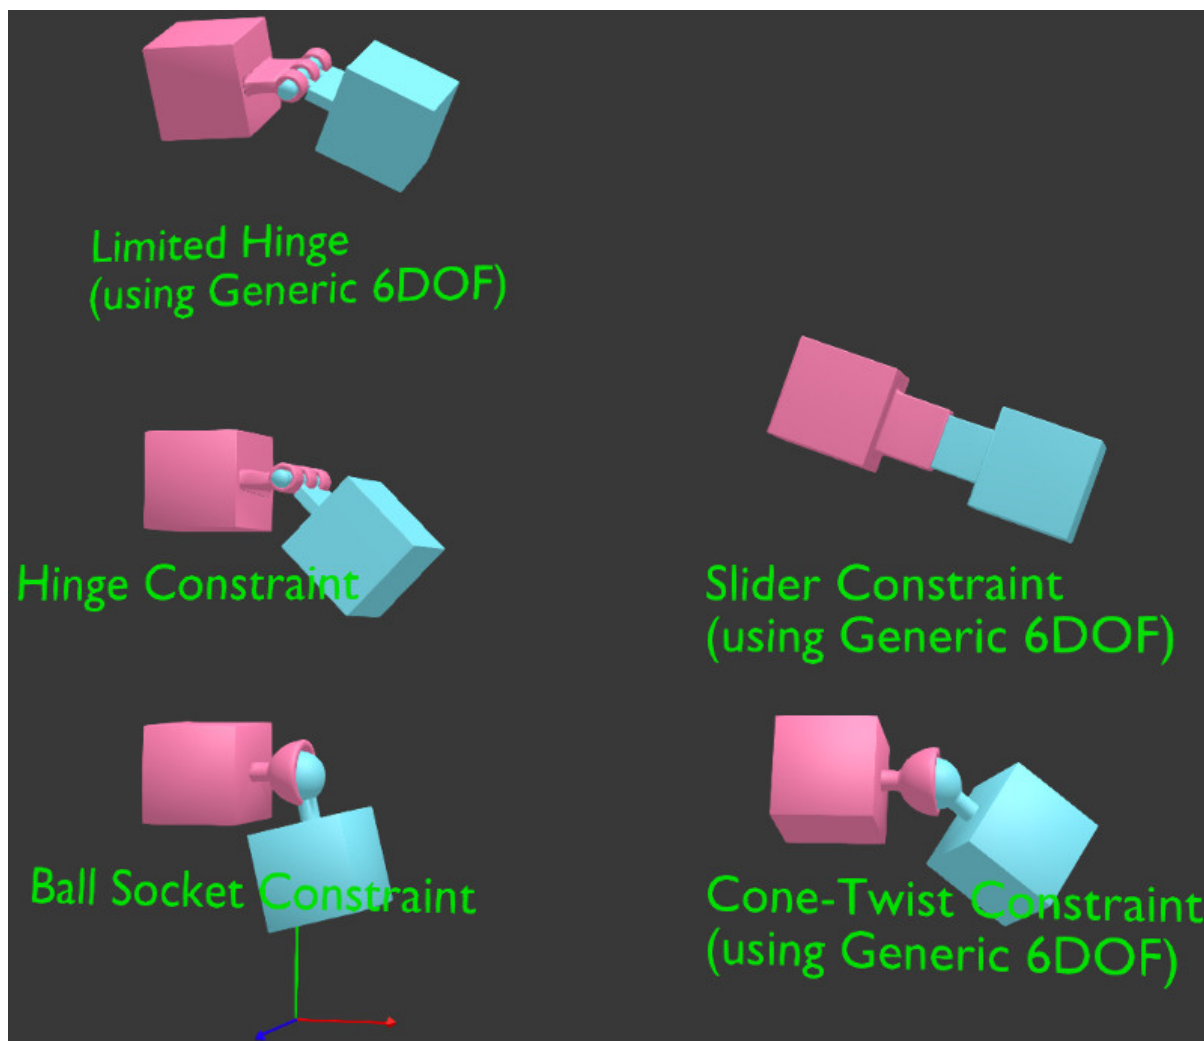 Limited Hinge
(using Generic 6DOF)
Hinge Constraint
Slider Constraint
(using Generic 6DOF)
Ball Socket Constraint
Cone-Twist Constraint
(using Generic 6DOF)